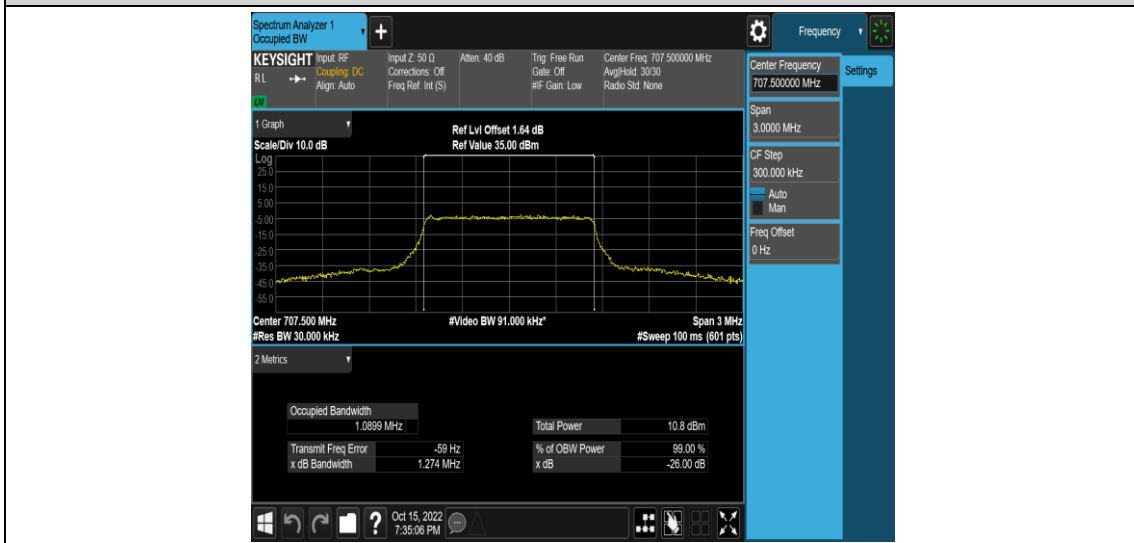 Spectrum Analyzer 1
Occupied BW
+
Frequency
KEYSIGHT
RL
LXI
Input: RF
Coupling: DC
Align: Auto
Input Z: 50 Ω
Corrections: Off
Freq Ref: Int (S)
Atten: 40 dB
Trig: Free Run
Gate: Off
#IF Gain: Low
Center Freq: 707.500000 MHz
Avg|Hold: 30/30
Radio Std: None
Center Frequency
707.500000 MHz
Settings
Span
3.0000 MHz
CF Step
300.000 kHz
Auto
Man
Freq Offset
0 Hz
1 Graph
Ref Lvl Offset 1.64 dB
Scale/Div 10.0 dB
Ref Value 35.00 dBm
Log
25.0
15.0
5.00
-5.00
-15.0
-25.0
-35.0
-45.0
-55.0
Center 707.500 MHz
#Video BW 91.000 kHz*
Span 3 MHz
#Res BW 30.000 kHz
#Sweep 100 ms (601 pts)
2 Metrics
Occupied Bandwidth
1.0899 MHz
Total Power 10.8 dBm
Transmit Freq Error -59 Hz
% of OBW Power 99.00 %
x dB Bandwidth 1.274 MHz
x dB -26.00 dB
?
Oct 15, 2022
7:35:06 PM